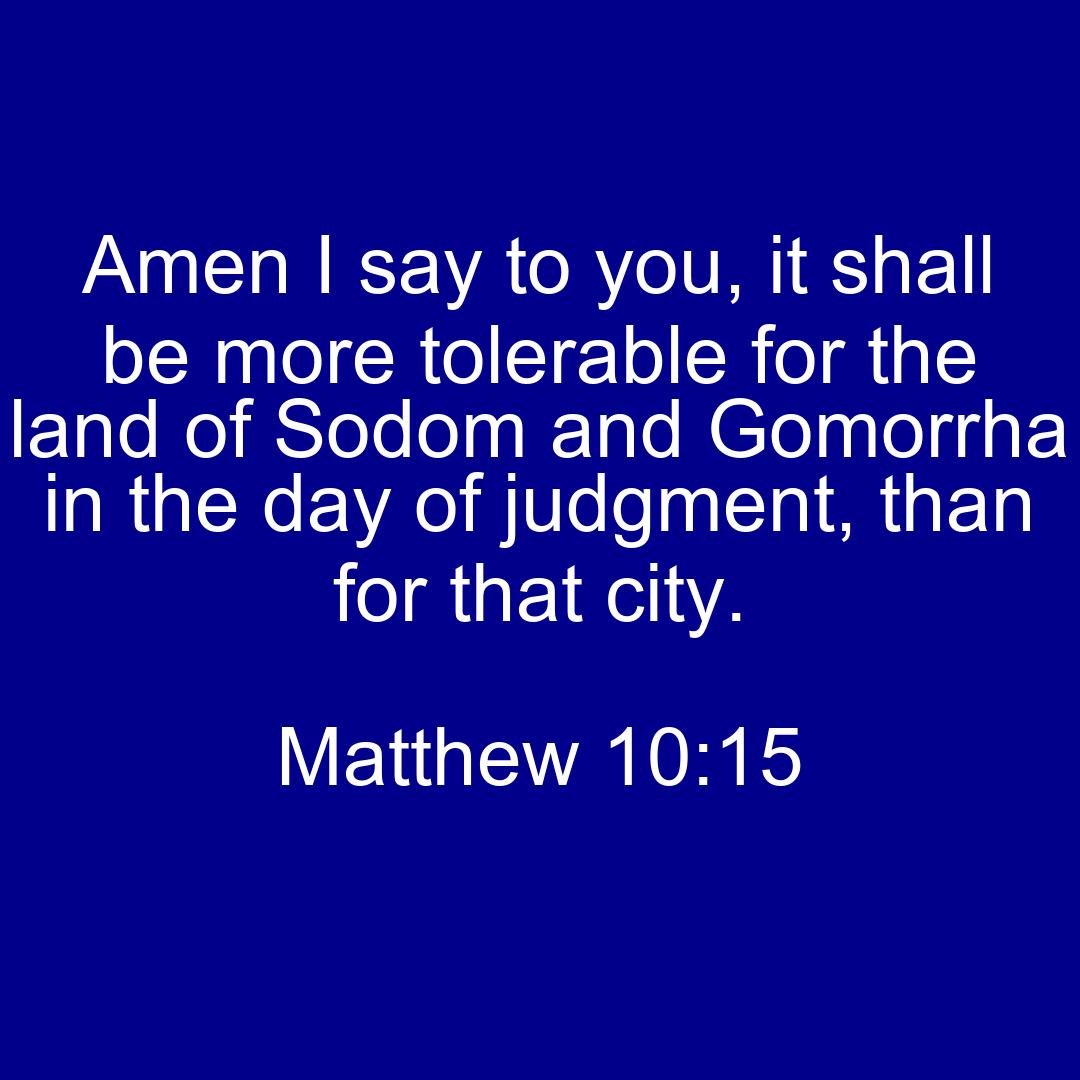 Amen I say to you, it shall
be more tolerable for the
land of Sodom and Gomorrha
in the day of judgment, than
for that city.
Matthew 10:15